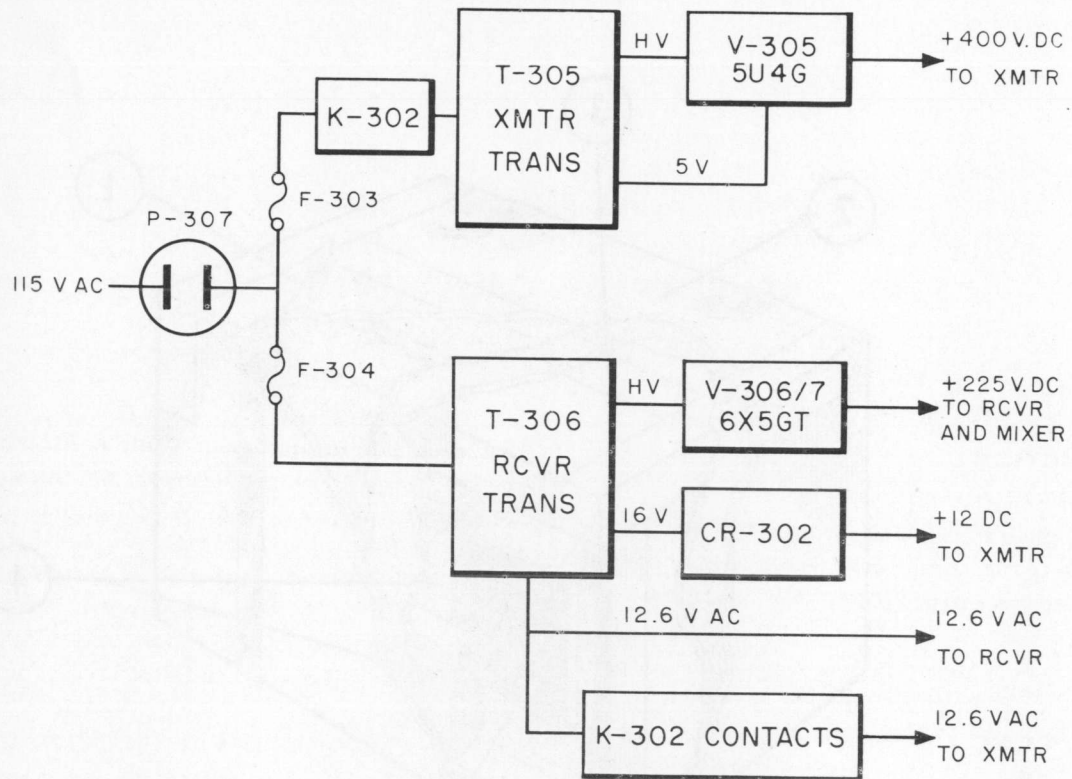 HV
V-305
5U4G
+400 V. DC
TO XMTR
T-305
XMTR
TRANS
K-302
5 V
F-303
P-307
115 V AC
F-304
T-306
RCVR
TRANS
HV
V-306/7
6X5GT
+225 V. DC
TO RCVR
AND MIXER
16 V
CR-302
+12 DC
TO XMTR
12.6 V AC
12.6 V AC
TO RCVR
K-302 CONTACTS
12.6 V AC
TO XMTR